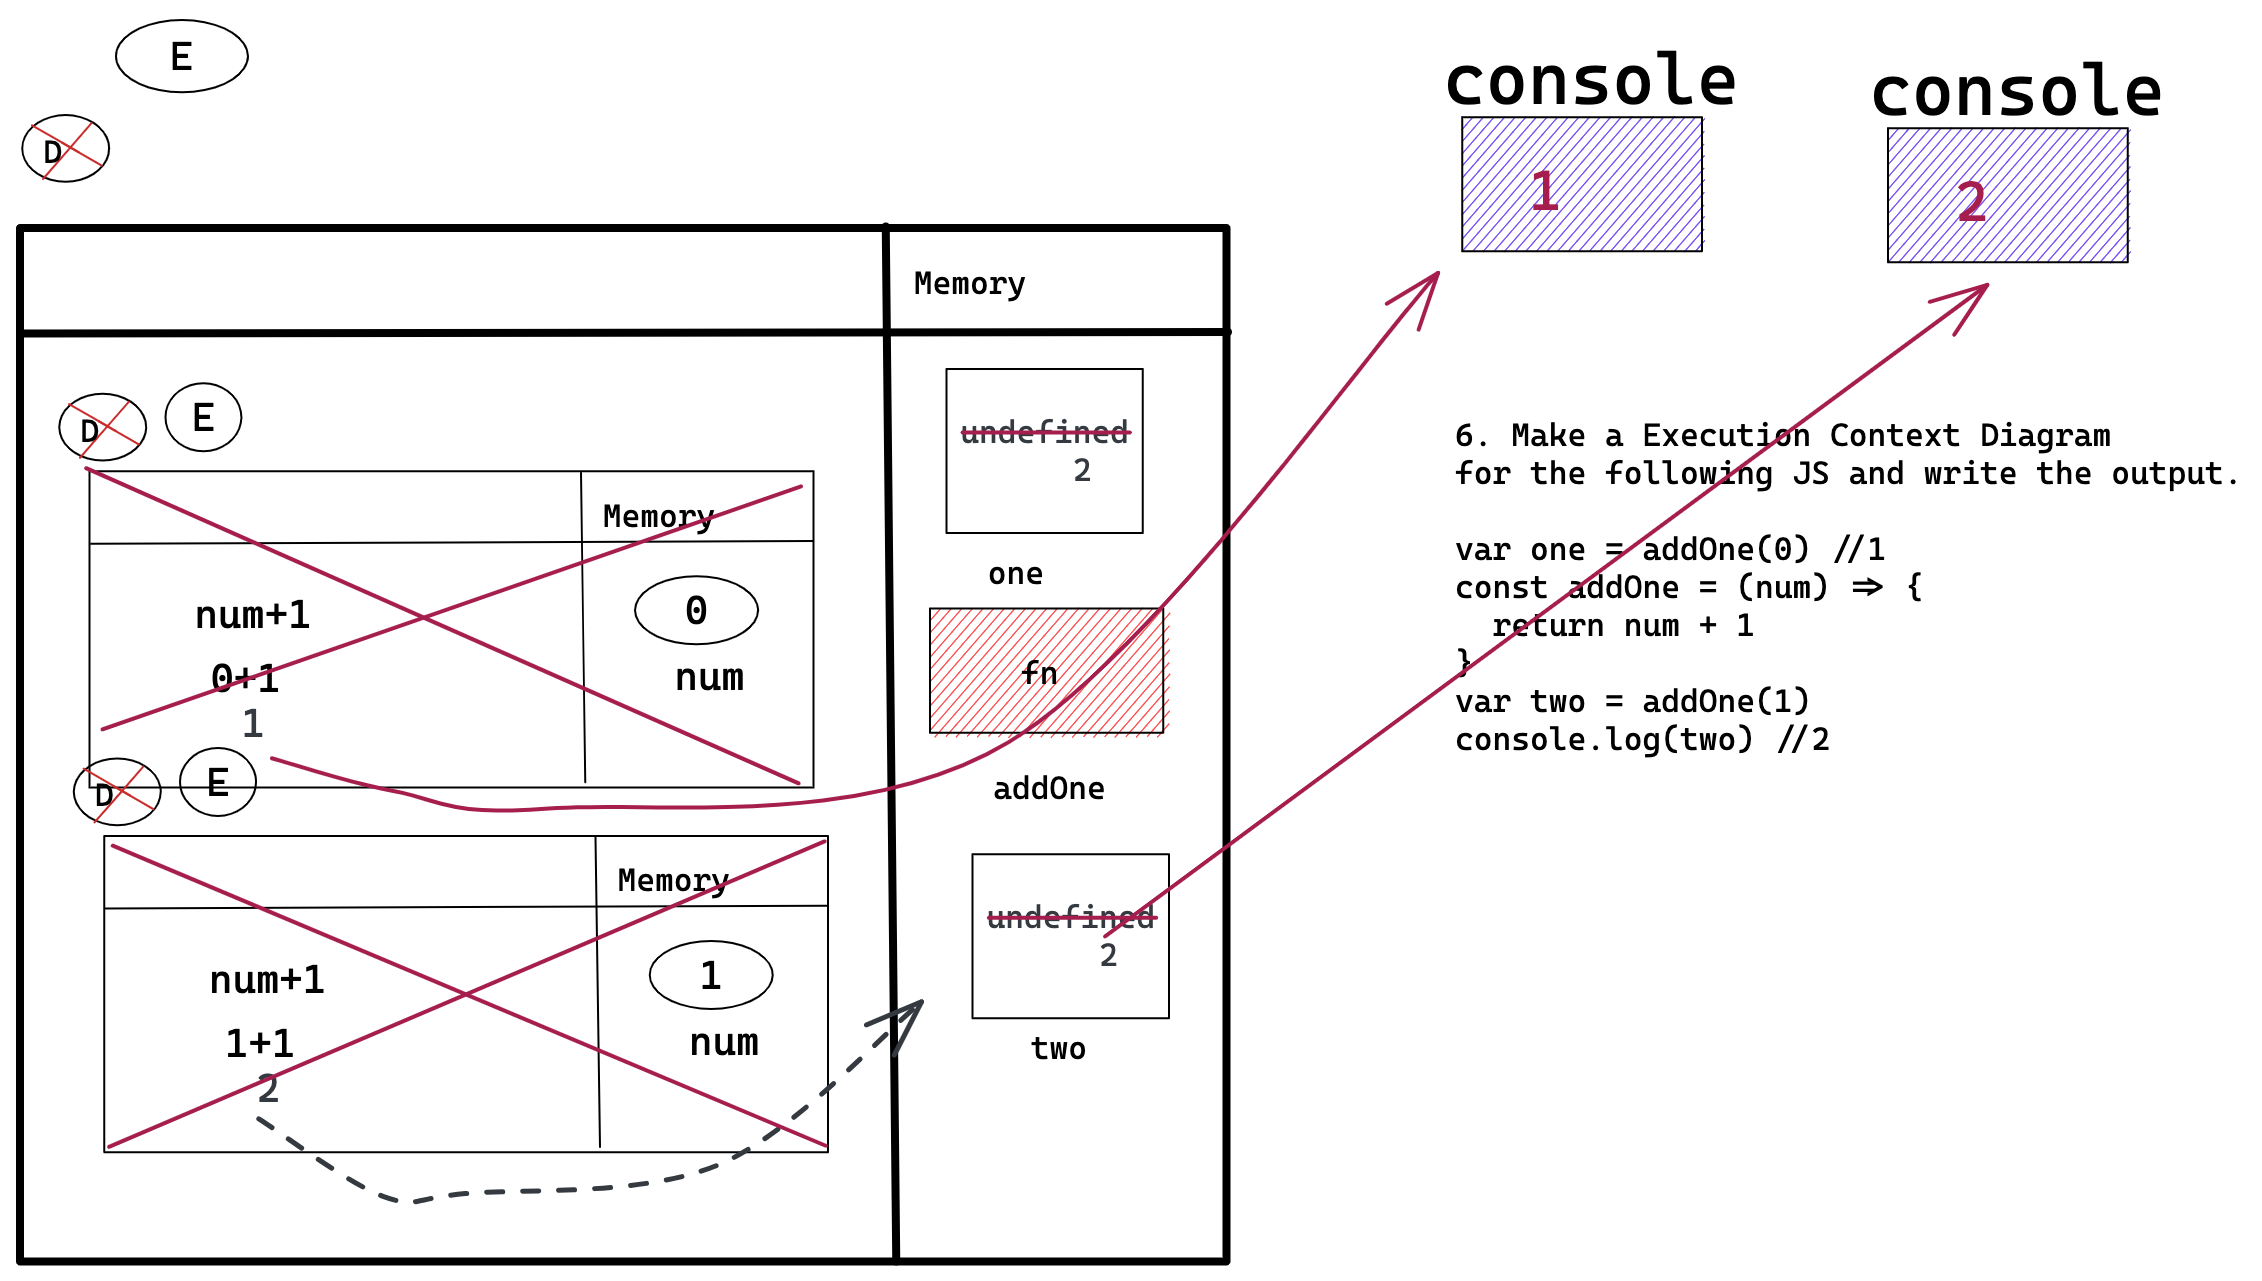 E
D
console
console
1
2
Memory
D
E
undefined
2
one
Memory
num+1
0
0+1
num
1
fn
addOne
D
E
Memory
num+1
1
1+1
num
2
undefined
2
two
6. Make a Execution Context Diagram
for the following JS and write the output.
var one = addOne(0) //1
const addOne = (num) => {
return num + 1
}
var two = addOne(1)
console.log(two) //2